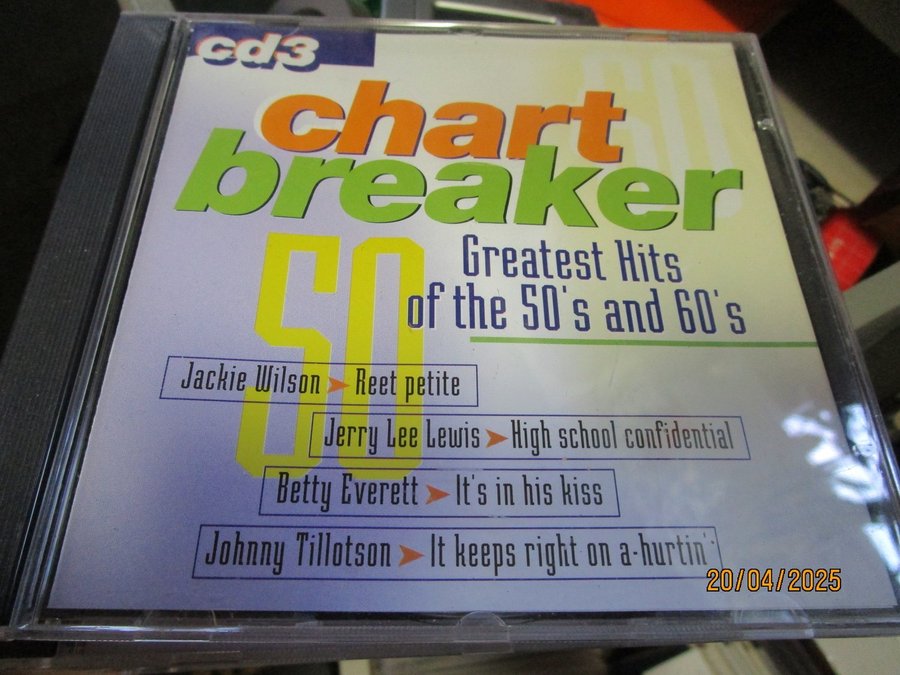 cd3
60
chart
breaker
50
Greatest Hits
of the 50's and 60's
Jackie Wilson ➤ Reet petite
Jerry Lee Lewis ➤ High school confidential
Betty Everett ➤ It's in his kiss
Johnny Tillotson ➤ It keeps right on a-hurtin'
20/04/2025